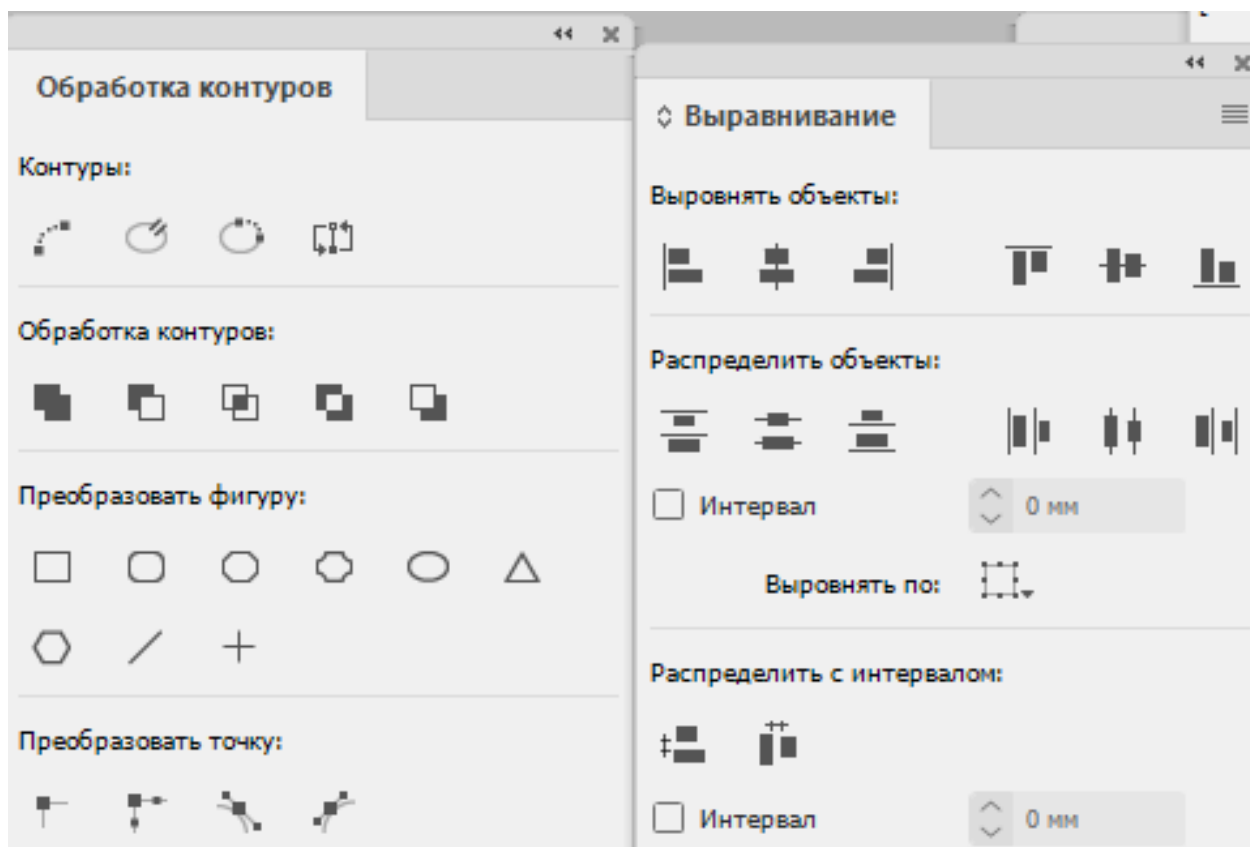 Обработка контуров
Контуры:
Обработка контуров:
Преобразовать фигуру:
Преобразовать точку:
Выравнивание
Выровнять объекты:
Распределить объекты:
Интервал
0 мм
Выровнять по:
Распределить с интервалом:
Интервал
0 мм